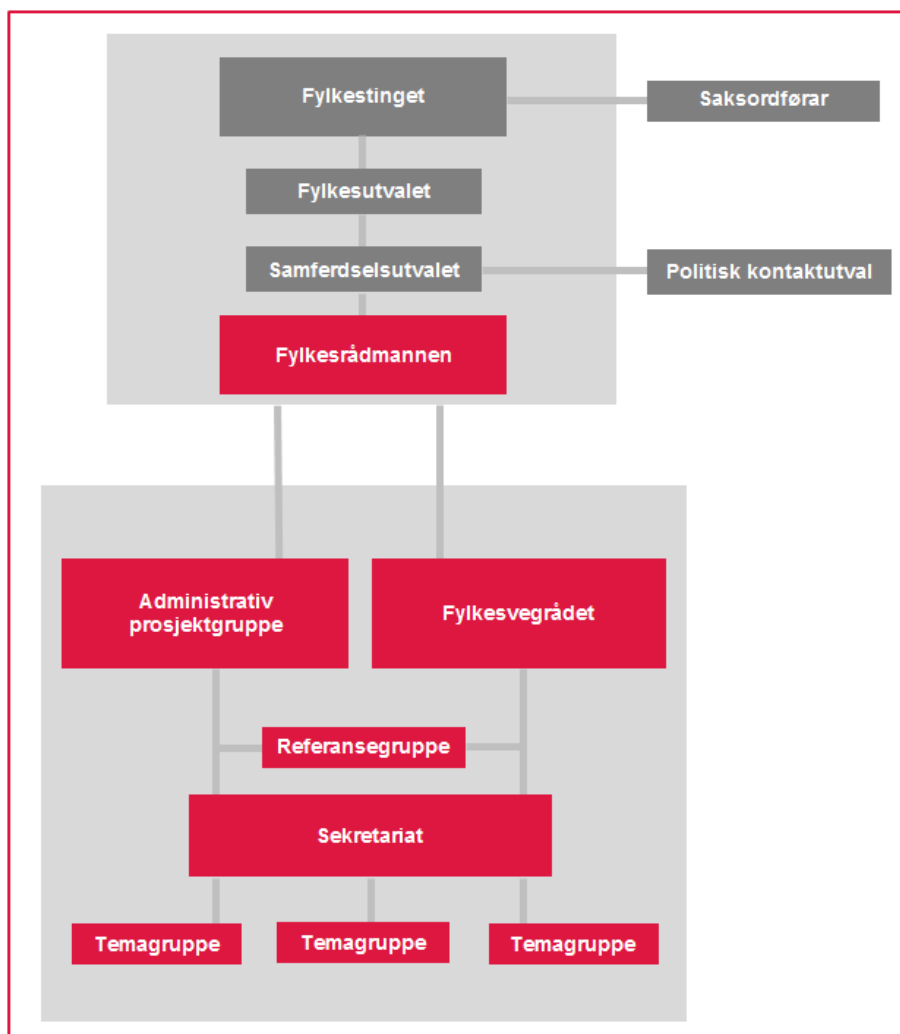 Fylkestinget
Saksordførar
Fylkesutvalet
Samferdselsutvalet
Politisk kontaktutval
Fylkesrådmannen
Administrativ
prosjektgruppe
Fylkesvegrådet
Referansegruppe
Sekretariat
Temagruppe
Temagruppe
Temagruppe